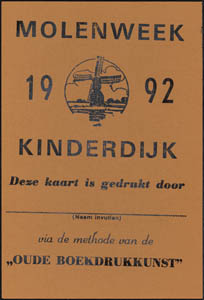 MOLENWEEK
19 92
KINDERDIJK
Deze kaart is gedrukt door
(Naam invullen)
via de methode van de
„OUDE BOEKDRUKKUNST"